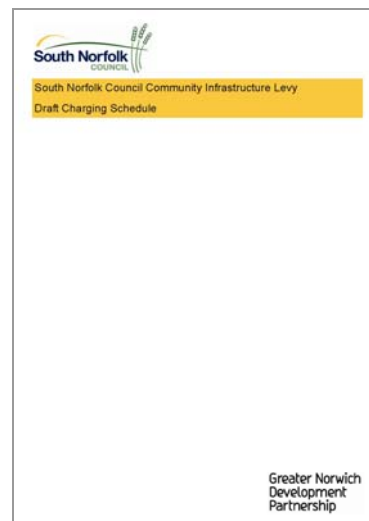 South Norfolk
COUNCIL
South Norfolk Council Community Infrastructure Levy
Draft Charging Schedule
Greater Norwich
Development
Partnership